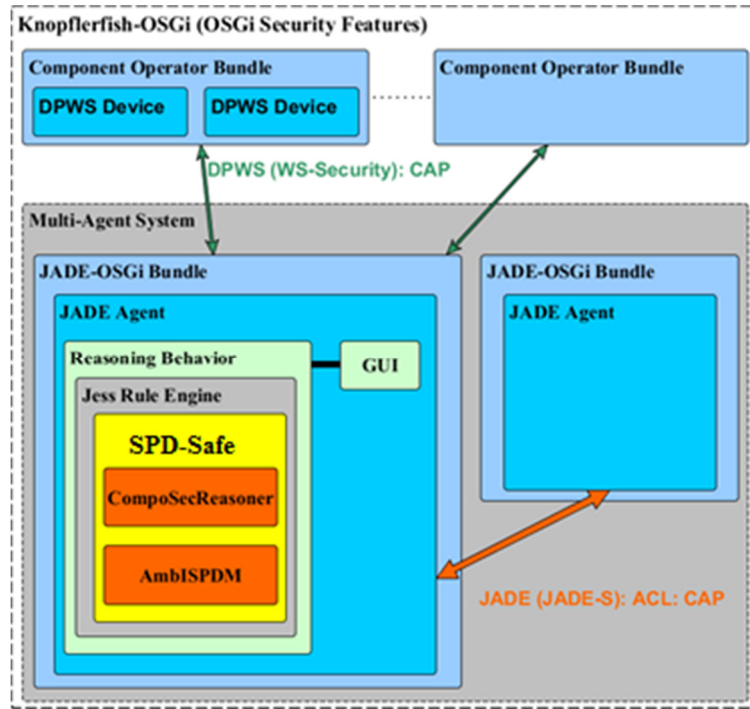 Knopflerfish-OSGi (OSGi Security Features)
Component Operator Bundle
DPWS Device
DPWS Device
Component Operator Bundle
DPWS (WS-Security): CAP
Multi-Agent System
JADE-OSGi Bundle
JADE Agent
Reasoning Behavior
GUI
Jess Rule Engine
SPD-Safe
CompoSecReasoner
AmbISPDM
JADE-OSGi Bundle
JADE Agent
JADE (JADE-S): ACL: CAP